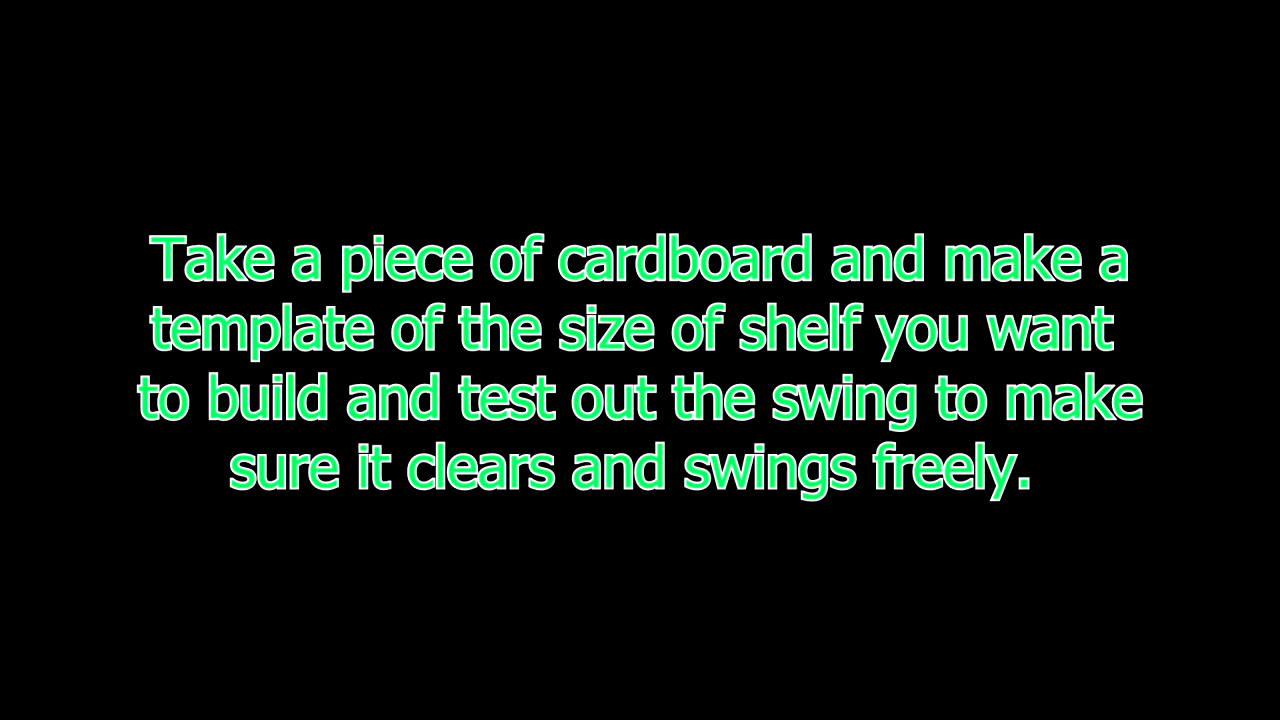 Take a piece of cardboard and make a
template of the size of shelf you want
to build and test out the swing to make
sure it clears and swings freely.